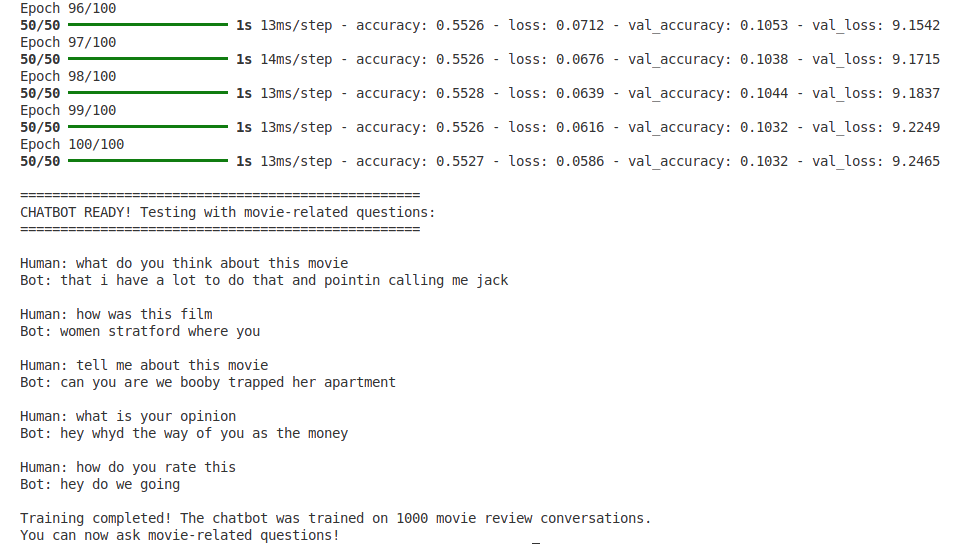 Epoch 96/100
50/50 1s 13ms/step - accuracy: 0.5526 - loss: 0.0712 - val_accuracy: 0.1053 - val_loss: 9.1542
Epoch 97/100
50/50 1s 14ms/step - accuracy: 0.5526 - loss: 0.0676 - val_accuracy: 0.1038 - val_loss: 9.1715
Epoch 98/100
50/50 1s 13ms/step - accuracy: 0.5528 - loss: 0.0639 - val_accuracy: 0.1044 - val_loss: 9.1837
Epoch 99/100
50/50 1s 13ms/step - accuracy: 0.5526 - loss: 0.0616 - val_accuracy: 0.1032 - val_loss: 9.2249
Epoch 100/100
50/50 1s 13ms/step - accuracy: 0.5527 - loss: 0.0586 - val_accuracy: 0.1032 - val_loss: 9.2465
==================================================
CHATBOT READY! Testing with movie-related questions:
==================================================
Human: what do you think about this movie
Bot: that i have a lot to do that and pointin calling me jack
Human: how was this film
Bot: women stratford where you
Human: tell me about this movie
Bot: can you are we booby trapped her apartment
Human: what is your opinion
Bot: hey whyd the way of you as the money
Human: how do you rate this
Bot: hey do we going
Training completed! The chatbot was trained on 1000 movie review conversations.
You can now ask movie-related questions!